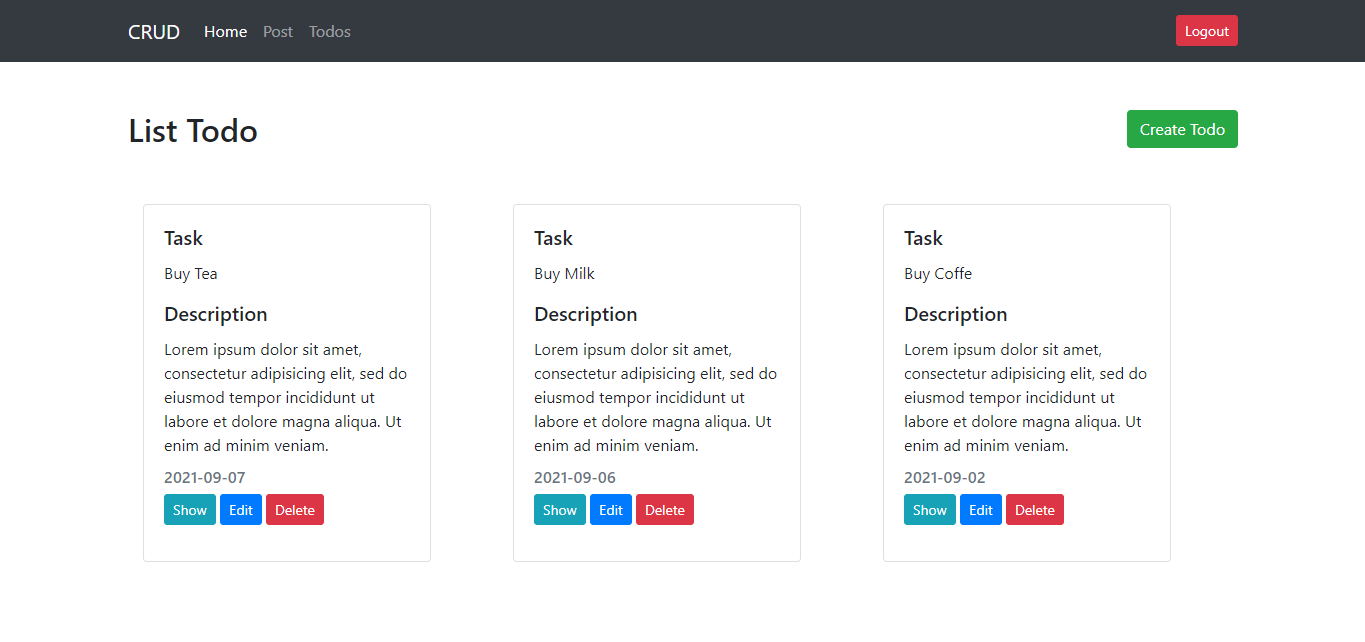 CRUD Home Post Todos Logout
List Todo Create Todo
Task
Buy Tea
Description
Lorem ipsum dolor sit amet,
consectetur adipisicing elit, sed do
eiusmod tempor incididunt ut
labore et dolore magna aliqua. Ut
enim ad minim veniam.
2021-09-07
Show Edit Delete
Task
Buy Milk
Description
Lorem ipsum dolor sit amet,
consectetur adipisicing elit, sed do
eiusmod tempor incididunt ut
labore et dolore magna aliqua. Ut
enim ad minim veniam.
2021-09-06
Show Edit Delete
Task
Buy Coffe
Description
Lorem ipsum dolor sit amet,
consectetur adipisicing elit, sed do
eiusmod tempor incididunt ut
labore et dolore magna aliqua. Ut
enim ad minim veniam.
2021-09-02
Show Edit Delete